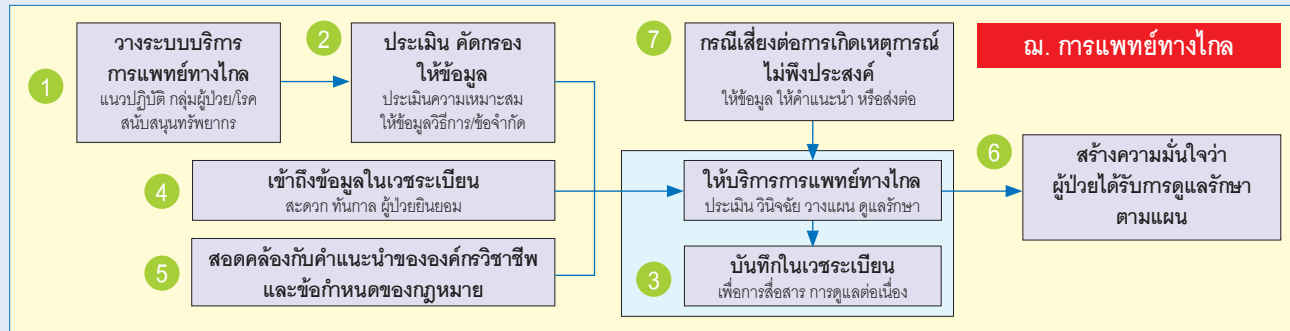 ฌ. การแพทย์ทางไกล
1
วางระบบบริการ
การแพทย์ทางไกล
แนวปฏิบัติ กลุ่มผู้ป่วย/โรค
สนับสนุนทรัพยากร
2
ประเมิน คัดกรอง
ให้ข้อมูล
ประเมินความเหมาะสม
ให้ข้อมูลวิธีการ/ข้อจำกัด
7
กรณีเสี่ยงต่อการเกิดเหตุการณ์
ไม่พึงประสงค์
ให้ข้อมูล ให้คำแนะนำ หรือส่งต่อ
4
เข้าถึงข้อมูลในเวชระเบียน
สะดวก ทันกาล ผู้ป่วยยินยอม
ให้บริการการแพทย์ทางไกล
ประเมิน วินิจฉัย วางแผน ดูแลรักษา
6
สร้างความมั่นใจว่า
ผู้ป่วยได้รับการดูแลรักษา
ตามแผน
5
สอดคล้องกับคำแนะนำขององค์กรวิชาชีพ
และข้อกำหนดของกฎหมาย
3
บันทึกในเวชระเบียน
เพื่อการสื่อสาร การดูแลต่อเนื่อง